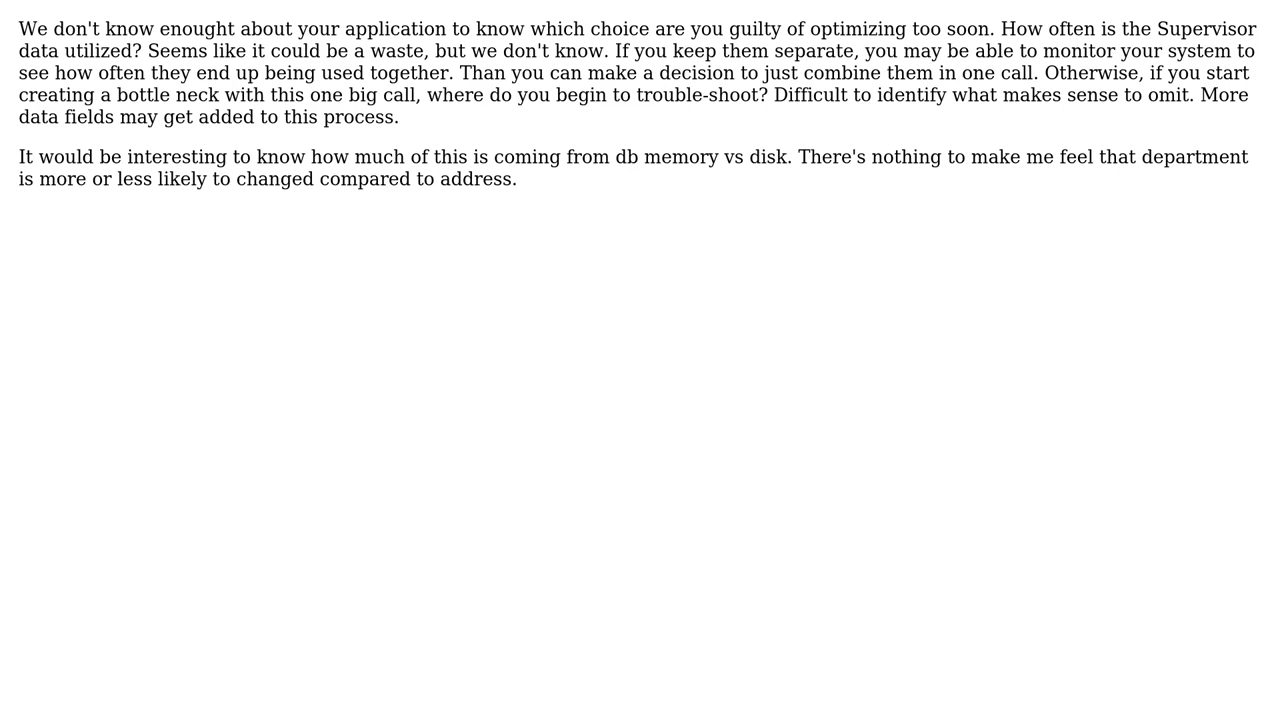 We don't know enought about your application to know which choice are you guilty of optimizing too soon. How often is the Supervisor
data utilized? Seems like it could be a waste, but we don't know. If you keep them separate, you may be able to monitor your system to
see how often they end up being used together. Than you can make a decision to just combine them in one call. Otherwise, if you start
creating a bottle neck with this one big call, where do you begin to trouble-shoot? Difficult to identify what makes sense to omit. More
data fields may get added to this process.
It would be interesting to know how much of this is coming from db memory vs disk. There's nothing to make me feel that department
is more or less likely to changed compared to address.